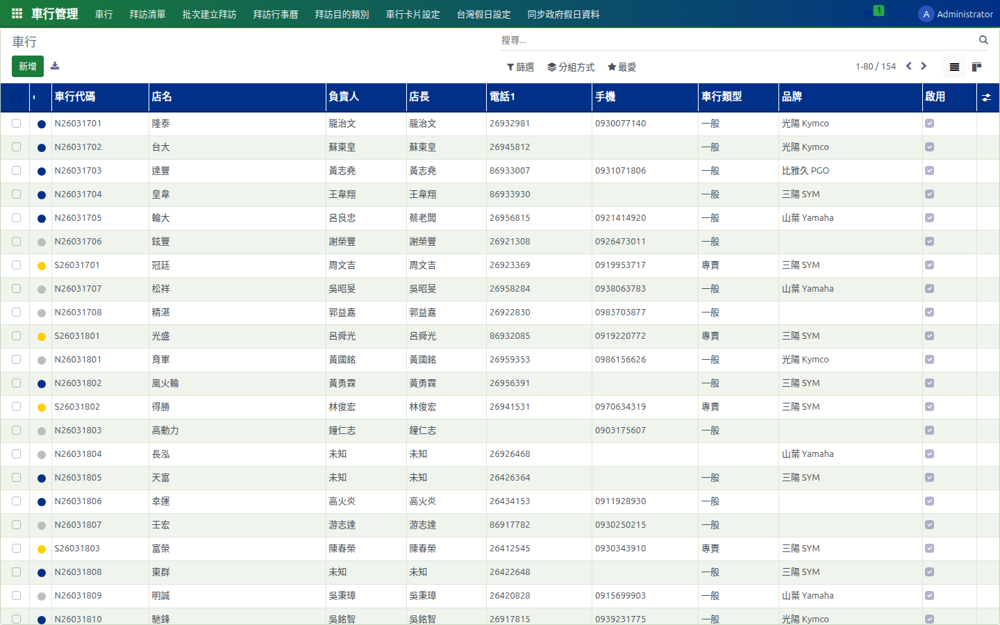 車行管理 車行 拜訪清單 批次建立拜訪 拜訪行事曆 拜訪目的類別 車行卡片設定 台灣假日設定 同步政府假日資料 1 A Administrator
車行 搜尋...
新增 篩選 分組方式 最愛 1-80 / 154
車行代碼 店名 負責人 店長 電話1 手機 車行類型 品牌 啟用
N26031701 隆泰 龍治文 龍治文 26932981 0930077140 一般 光陽 Kymco
N26031702 台大 蘇東皇 蘇東皇 26945812 一般 光陽 Kymco
N26031703 達豐 黃志堯 黃志堯 86933007 0931071806 一般 比雅久 PGO
N26031704 皇韋 王韋翔 王韋翔 86933930 一般 三陽 SYM
N26031705 輪大 呂良忠 蔡老闆 26956815 0921414920 一般 山葉 Yamaha
N26031706 鉉豐 謝榮豐 謝榮豐 26921308 0926473011 一般
S26031701 冠廷 周文吉 周文吉 26923369 0919953717 專賣 三陽 SYM
N26031707 松祥 吳昭旻 吳昭旻 26958284 0938063783 一般 山葉 Yamaha
N26031708 精湛 郭益嘉 郭益嘉 26922830 0983703877 一般
S26031801 光盛 呂舜光 呂舜光 86932085 0919220772 專賣 三陽 SYM
N26031801 育軍 黃國銘 黃國銘 26959353 0986156626 一般 光陽 Kymco
N26031802 風火輪 黃勇霖 黃勇霖 26956391 一般 三陽 SYM
S26031802 得勝 林俊宏 林俊宏 26941531 0970634319 專賣 三陽 SYM
N26031803 高動力 鐘仁志 鐘仁志 0903175607 一般
N26031804 長泓 未知 未知 26926468 山葉 Yamaha
N26031805 天富 未知 未知 26426364 一般 三陽 SYM
N26031806 幸運 高火炎 高火炎 26434153 0911928930 一般
N26031807 壬宏 游志達 游志達 86917782 0930250215 一般
S26031803 富榮 陳春榮 陳春榮 26412545 0930343910 專賣 三陽 SYM
N26031808 東群 未知 未知 26422648 一般 三陽 SYM
N26031809 明誠 吳秉璋 吳秉璋 26420828 0915699903 一般 山葉 Yamaha
N26031810 馳鋒 吳銘智 吳銘智 26917815 0939231775 一般 光陽 Kymco